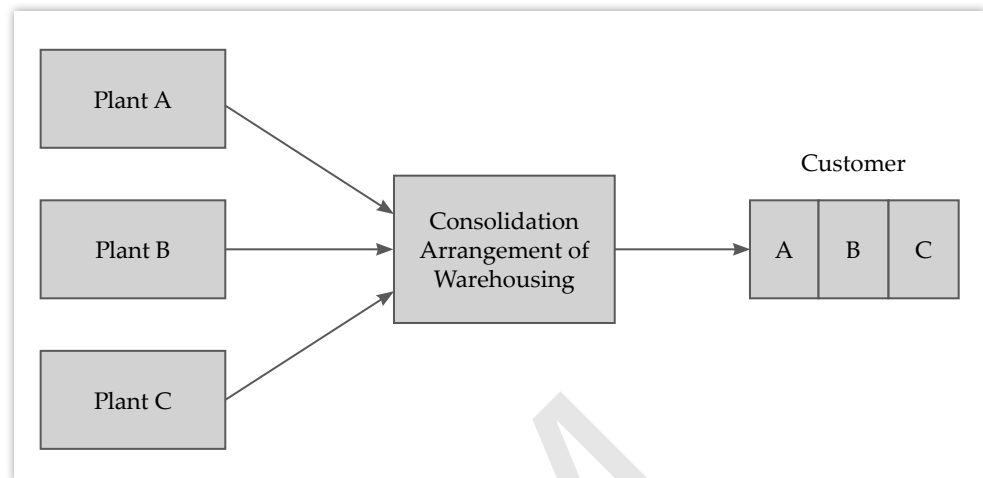 Plant A
Plant B
Plant C
Consolidation
Arrangement of
Warehousing
Customer
A B C